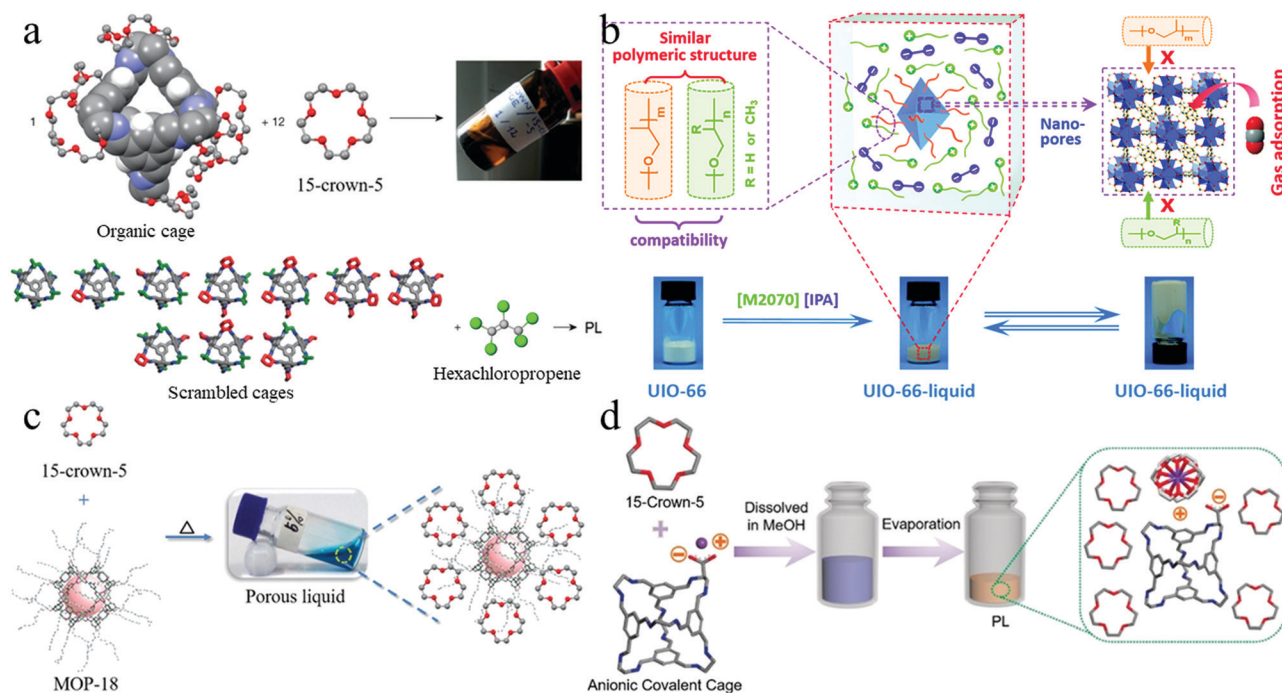 a
1
+ 12
15-crown-5
Organic cage
Scrambled cages
+
Hexachloropropene
PL
b
Similar
polymeric structure
m
O
R
n
O
R = H or CH3
compatibility
Nano-
pores
O
m
X
Gas adsorption
X
R
O
n
[M2070] [IPA]
UIO-66
UIO-66-liquid
UIO-66-liquid
c
15-crown-5
+
MOP-18
△
Porous liquid
d
15-Crown-5
+
Anionic Covalent Cage
Dissolved
in MeOH
Evaporation
PL